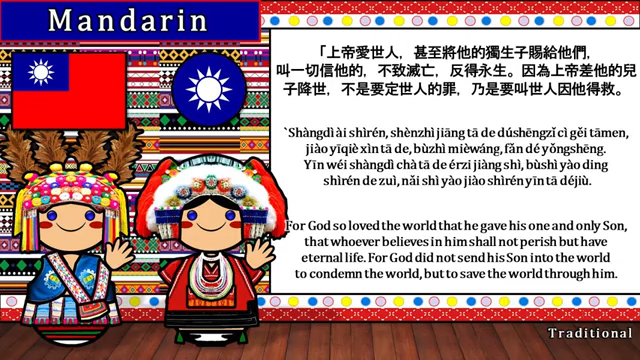 Mandarin
「上帝愛世人，甚至將他的獨生子賜給他們，
叫一切信他的，不致滅亡，反得永生。因為上帝差他的兒
子降世，不是要定世人的罪，乃是要叫世人因他得救。
`Shàngdì ài shìrén, shènzhì jiāng tā de dúshēngzǐ cì gěi tāmen,
jiào yīqiè xìn tā de, bùzhì mièwáng, fǎn dé yǒngshēng.
Yīn wéi shàngdì chà tā de érzi jiàng shì, bùshì yào ding
shìrén de zuì, nǎi shì yào jiào shìrén yīn tā déjiù.
For God so loved the world that he gave his one and only Son,
that whoever believes in him shall not perish but have
eternal life. For God did not send his Son into the world
to condemn the world, but to save the world through him.
Traditional